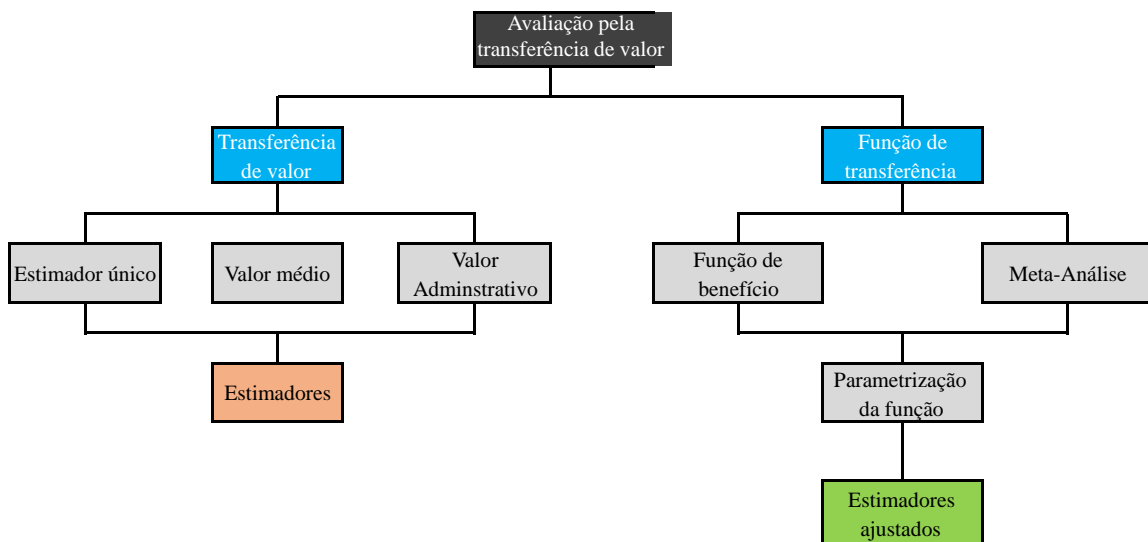 Avaliação pela
transferência de valor
Transferência
de valor
Função de
transferência
Estimador único
Valor médio
Valor
Adminstrativo
Função de
benefício
Meta-Análise
Estimadores
Parametrização
da função
Estimadores
ajustados